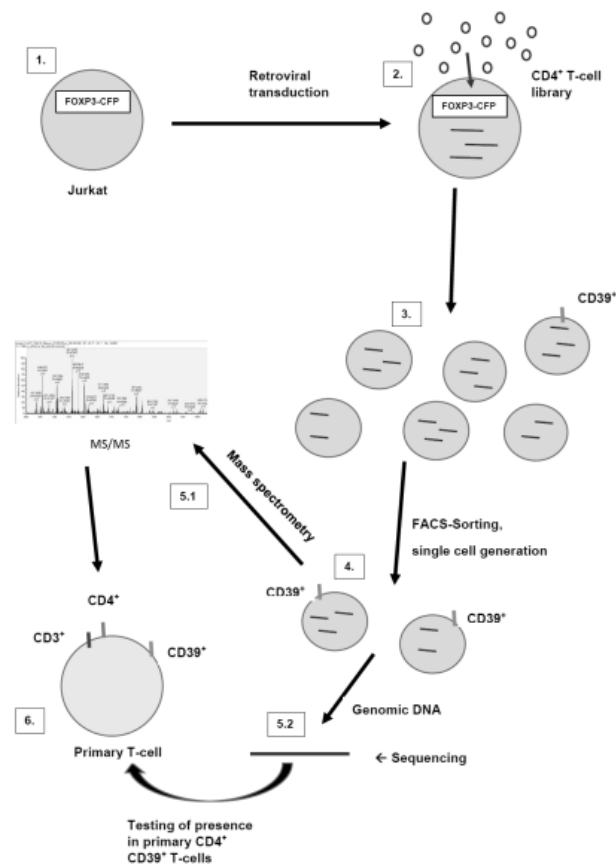 1.
FOXP3-CFP
Jurkat
Retroviral
transduction
2.
FOXP3-CFP
CD4⁺ T-cell
library
3.
CD39⁺
FACS-Sorting,
single cell generation
4.
CD39⁺
CD39⁺
5.1
Mass spectrometry
MS/MS
Genomic DNA
5.2
← Sequencing
CD4⁺
CD3⁺
CD39⁺
6.
Primary T-cell
Testing of presence
in primary CD4⁺
CD39⁺ T-cells